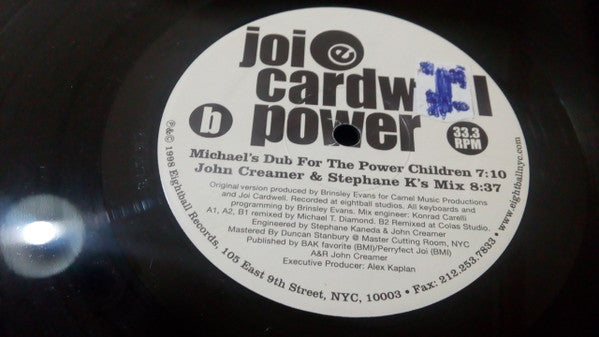 joi e
cardw I l
power
b
33.3
RPM
Michael's Dub For The Power Children 7:10
John Creamer & Stephane K's Mix 8:37
Original version produced by Brinsley Evans for Camel Music Productions
and Joi Cardwell. Recorded at eightball studios. All keyboards and
programming by Brinsley Evans. Mix engineer: Konrad Carelli
A1, A2, B1 remixed by Michael T. Diamond. B2 Remixed at Colas Studio.
Engineered by Stephane Kaneda & John Creamer
Mastered By Duncan Stanbury @ Master Cutting Room, NYC
Published by BAK favorite (BMI)/Perryfect Joi (BMI)
A&R John Creamer
Executive Producer: Alex Kaplan
℗&© 1998 Eightball Records, 105 East 9th Street, NYC, 10003 • Fax: 212.253.7833 • www.eightballnyc.com